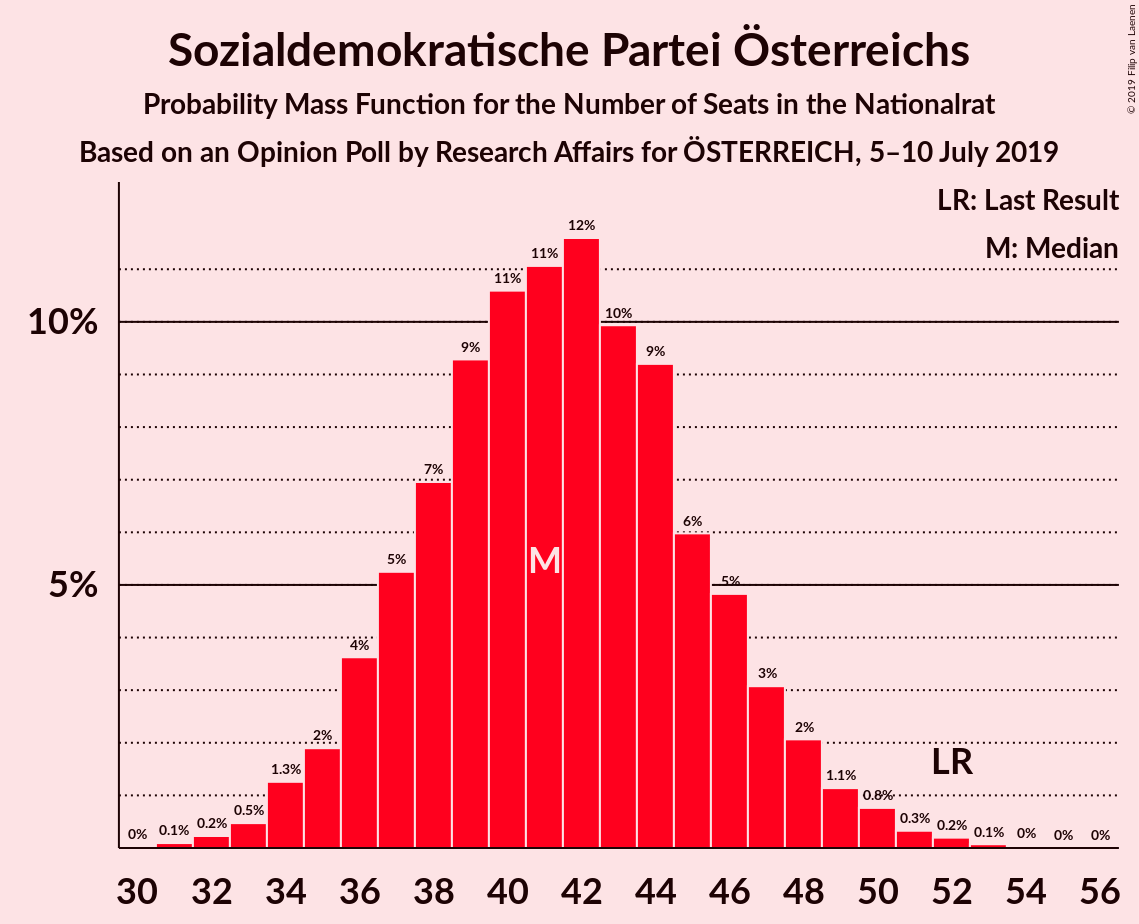 Sozialdemokratische Partei Österreichs
Probability Mass Function for the Number of Seats in the Nationalrat
Based on an Opinion Poll by Research Affairs for ÖSTERREICH, 5–10 July 2019
© 2019 Filip van Laenen
LR: Last Result
M: Median
10%
5%
0% 0.1% 0.2% 0.5% 1.3% 2% 4% 5% 7% 9% 11% 11% 12% 10% 9% 6% 5% 3% 2% 1.1% 0.8% 0.3% 0.2% 0.1% 0% 0% 0%
M
LR
30 32 34 36 38 40 42 44 46 48 50 52 54 56